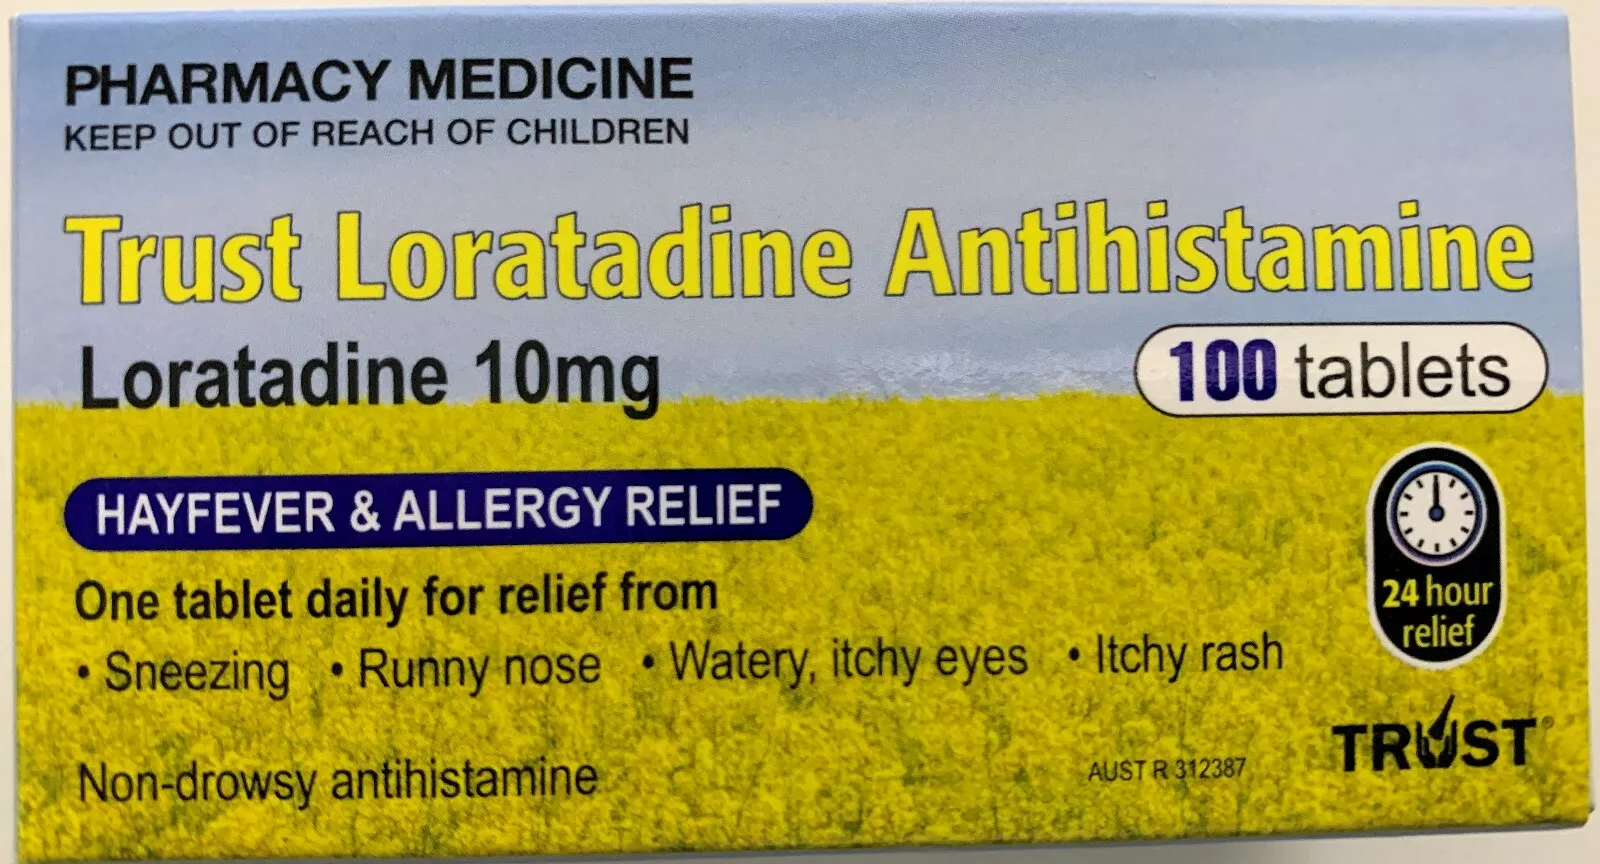 PHARMACY MEDICINE
KEEP OUT OF REACH OF CHILDREN
Trust Loratadine Antihistamine
Loratadine 10mg
100 tablets
HAYFEVER & ALLERGY RELIEF
One tablet daily for relief from
• Sneezing • Runny nose • Watery, itchy eyes • Itchy rash
24 hour
relief
Non-drowsy antihistamine
AUST R 312387
TRUST®